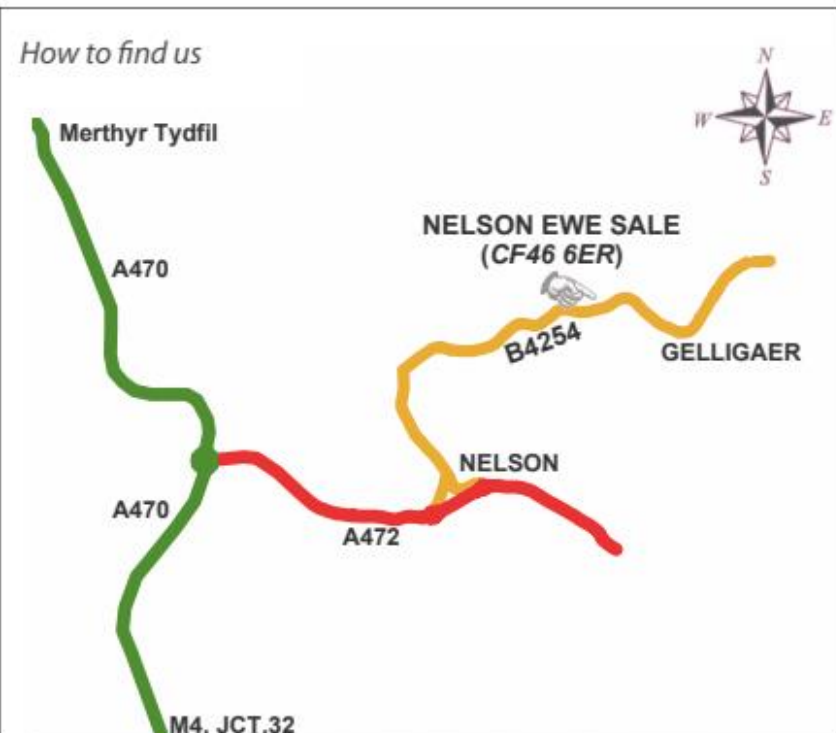 How to find us
N
W
E
S
Merthyr Tydfil
NELSON EWE SALE
(CF46 6ER)
A470
B4254
GELLIGAER
NELSON
A470
A472
M4, JCT.32